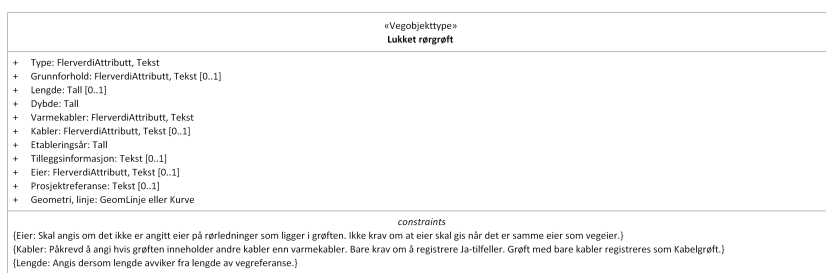 «Vegobjekttype»
Lukket rørgrøft
+ Type: FlerverdiAttributt, Tekst
+ Grunnforhold: FlerverdiAttributt, Tekst [0..1]
+ Lengde: Tall [0..1]
+ Dybde: Tall
+ Varmekabler: FlerverdiAttributt, Tekst
+ Kabler: FlerverdiAttributt, Tekst [0..1]
+ Etableringsår: Tall
+ Tilleggsinformasjon: Tekst [0..1]
+ Eier: FlerverdiAttributt, Tekst [0..1]
+ Prosjektreferanse: Tekst [0..1]
+ Geometri, linje: GeomLinje eller Kurve
constraints
{Eier: Skal angis om det ikke er angitt eier på rørledninger som ligger i grøften. Ikke krav om at eier skal gis når det er samme eier som vegeier.}
{Kabler: Påkrevd å angi hvis grøften inneholder andre kabler enn varmekabler. Bare krav om å registrere Ja-tilfeller. Grøft med bare kabler registreres som Kabelgrøft.}
{Lengde: Angis dersom lengde avviker fra lengde av vegreferanse.}